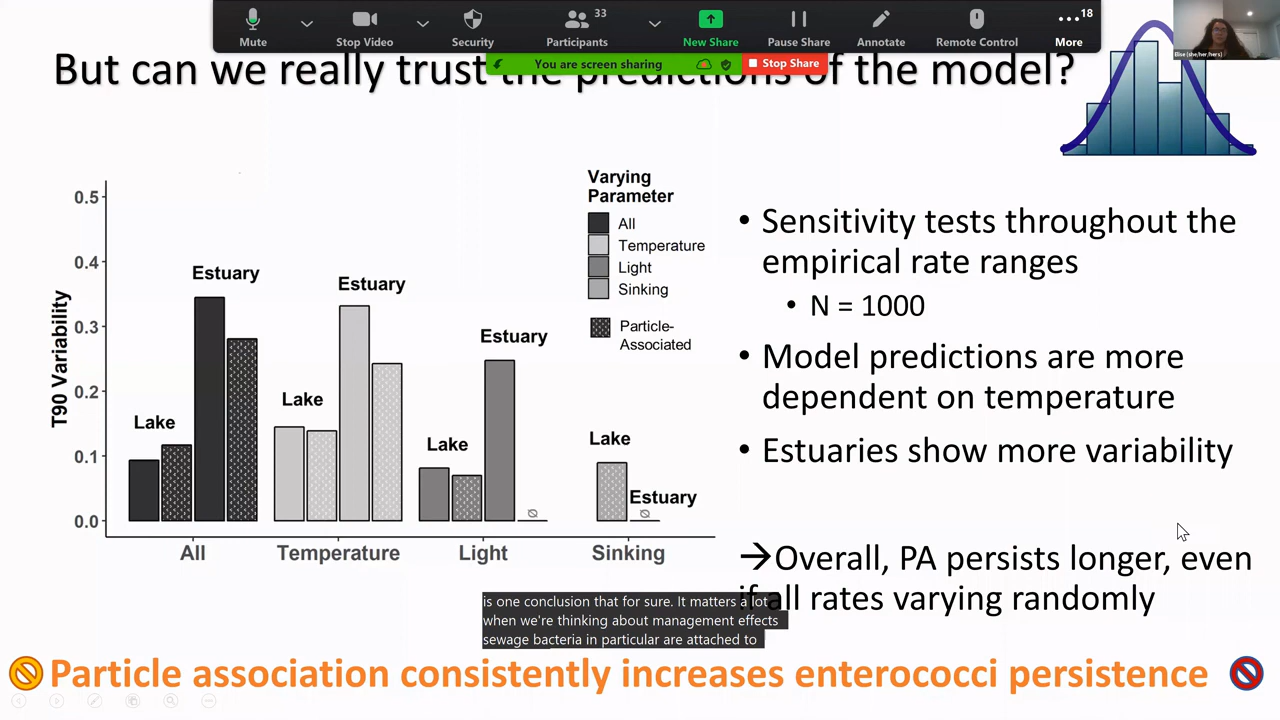 33
18
Mute
Stop Video
Security
Participants
New Share
Pause Share
Annotate
Remote Control
More
Elise (she,her,hers)
You are screen sharing
Stop Share
But can we really trust the predictions of the model?
Varying
Parameter
All
Temperature
Light
Sinking
Particle-
Associated
T90 Variability
0.5
0.4
0.3
0.2
0.1
0.0
Lake
Estuary
Lake
Estuary
Lake
Estuary
Lake
Estuary
All
Temperature
Light
Sinking
• Sensitivity tests throughout the
empirical rate ranges
• N = 1000
• Model predictions are more
dependent on temperature
• Estuaries show more variability
→Overall, PA persists longer, even
if all rates varying randomly
is one conclusion that for sure. It matters a lot
when we're thinking about management effects
sewage bacteria in particular are attached to
Particle association consistently increases enterococci persistence